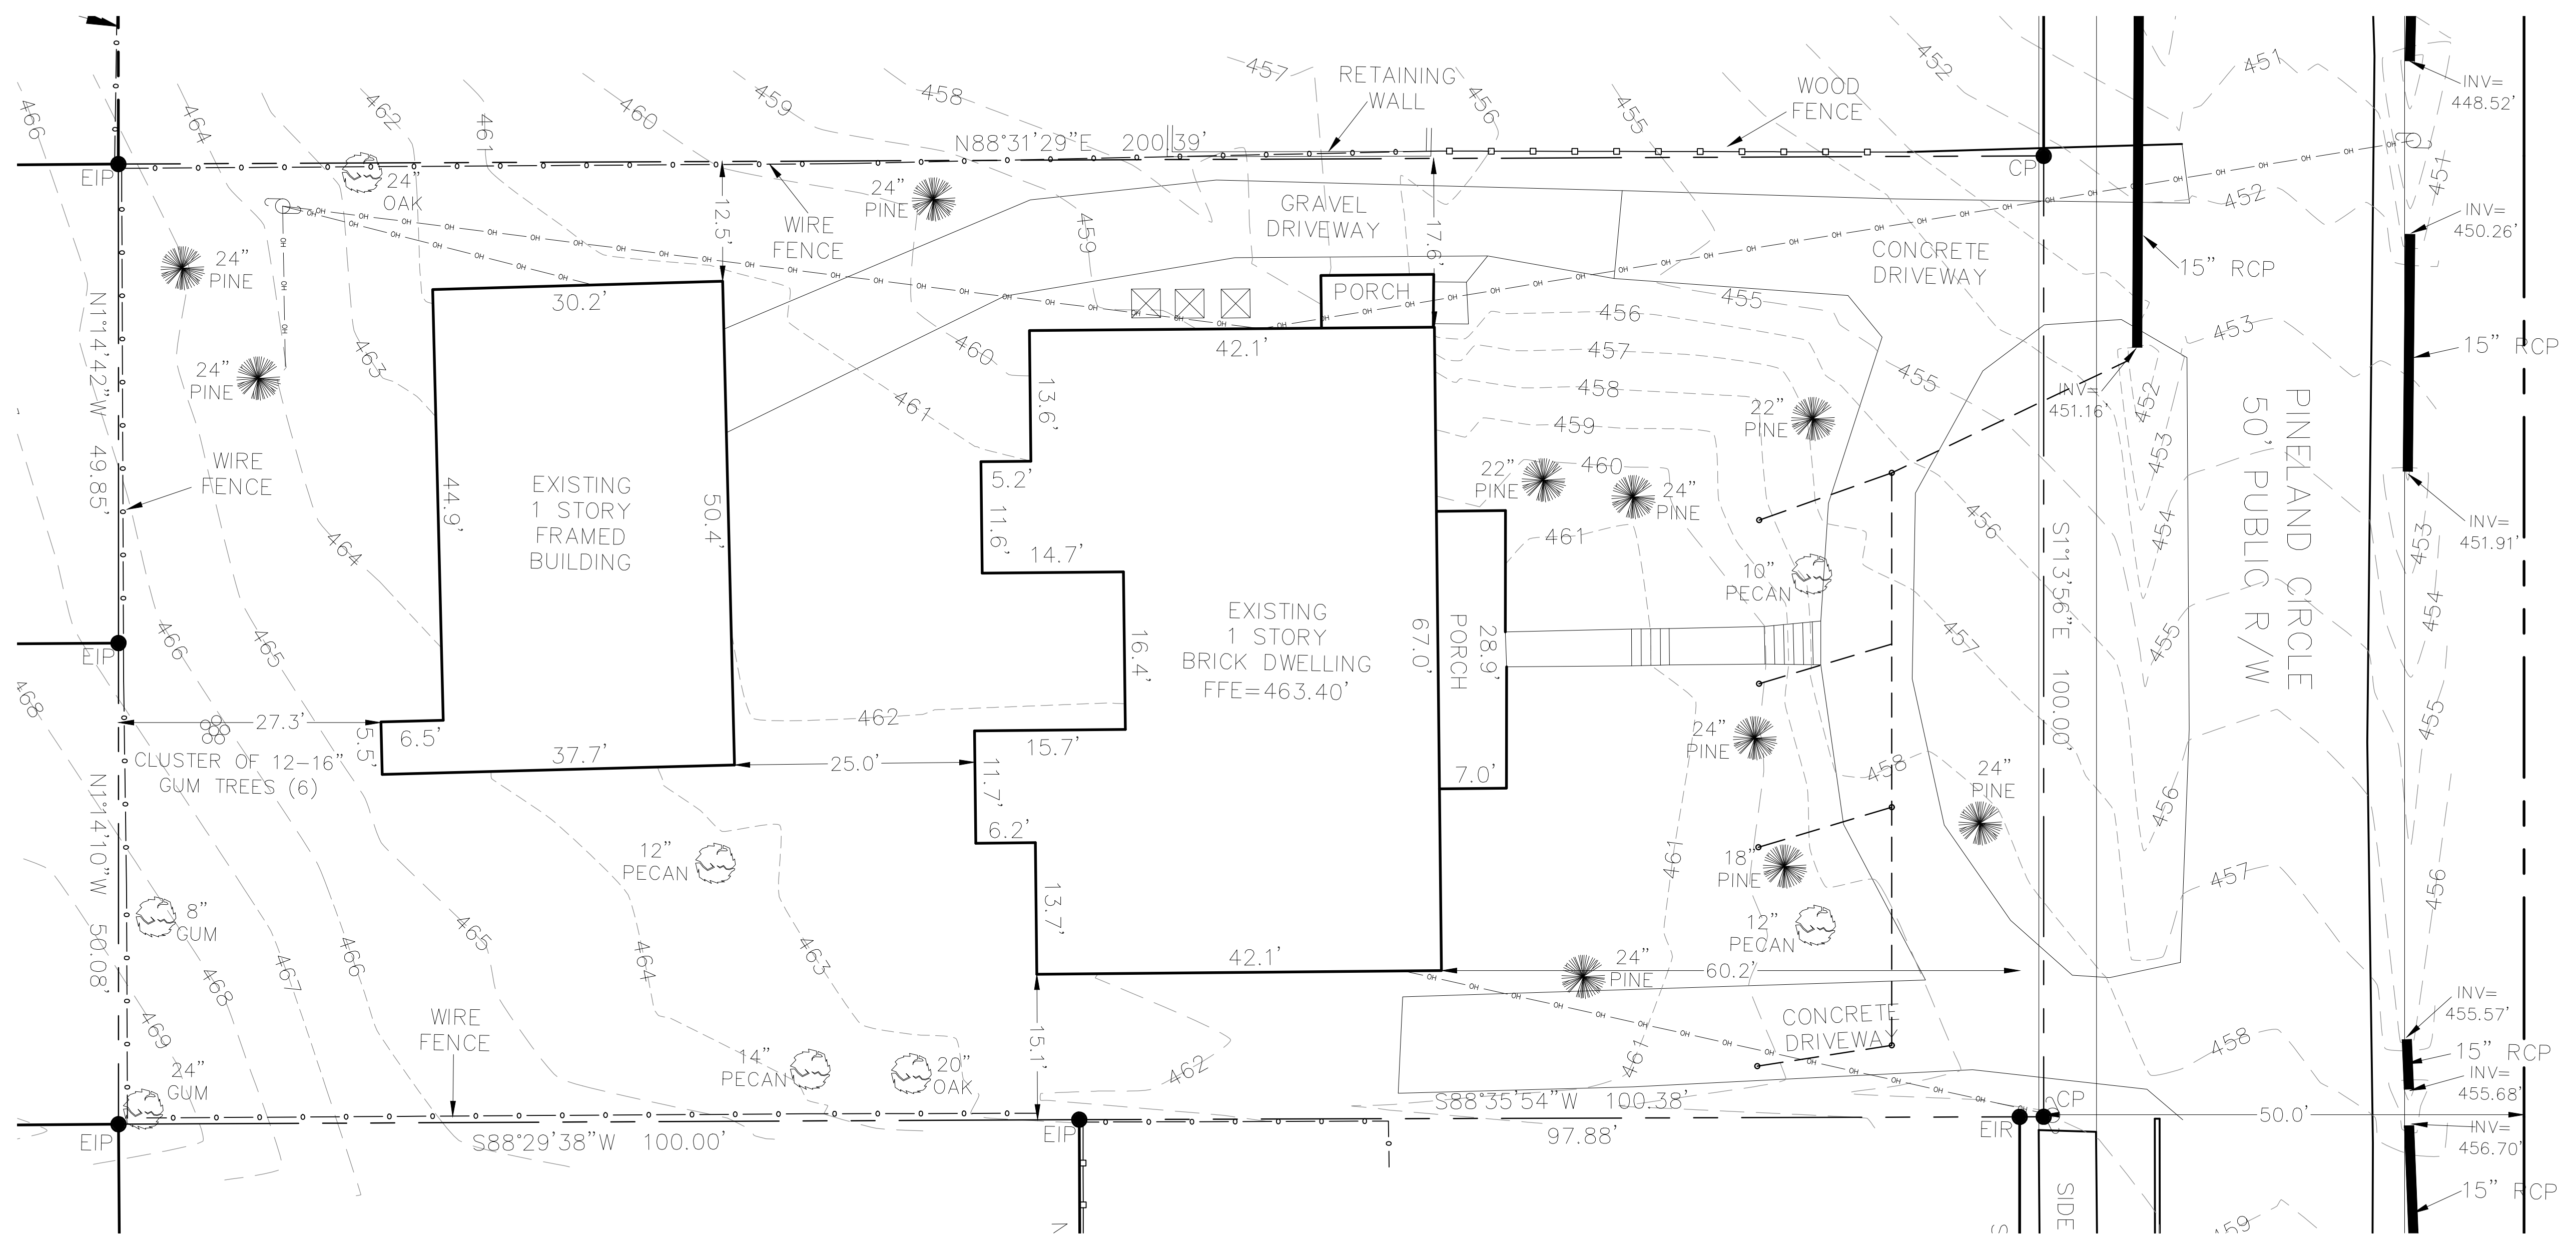 466
464
462
461
460
459
458
457
RETAINING
WALL
456
455
WOOD
FENCE
452
451
INV=
448.52'
N88°31'29"E 200.39'
EIP
24"
OAK
24"
PINE
WIRE
FENCE
12.5'
459
GRAVEL
DRIVEWAY
17.6'
CONCRETE
DRIVEWAY
CP
452
451
INV=
450.26'
15" RCP
24"
PINE
30.2'
PORCH
455
456
453
15" RCP
N1°14'42"W 49.85'
463
24"
PINE
460
42.1'
457
458
455
INV=
451.16'
452
13.6'
461
22"
PINE
459
453
PINELAND CIRCLE
50' PUBLIC R/W
WIRE
FENCE
44.9'
EXISTING
1 STORY
FRAMED
BUILDING
50.4'
5.2'
11.6'
14.7'
460
22"
PINE
24"
PINE
461
456
454
453
INV=
451.91'
464
10"
PECAN
S1°13'56"E 100.00'
EIP
466
465
EXISTING
1 STORY
BRICK DWELLING
FFE=463.40'
16.4'
67.0'
PORCH
28.9'
457
455
454
468
27.3'
6.5'
5.5'
37.7'
462
25.0'
15.7'
11.7'
6.2'
7.0'
24"
PINE
458
24"
PINE
456
455
CLUSTER OF 12-16"
GUM TREES (6)
N1°14'10"W 50.08'
12"
PECAN
461
18"
PINE
12"
PECAN
457
456
8"
GUM
468
467
466
465
464
463
13.7'
42.1'
24"
PINE
60.2'
469
WIRE
FENCE
15.1'
462
461
CONCRETE
DRIVEWAY
458
INV=
455.57'
15" RCP
INV=
455.68'
24"
GUM
14"
PECAN
20"
OAK
S88°35'54"W 100.38'
CP
50.0'
EIP
S88°29'38"W 100.00'
EIP
97.88'
EIR
INV=
456.70'
15" RCP
SIDE
459
N
S
OH